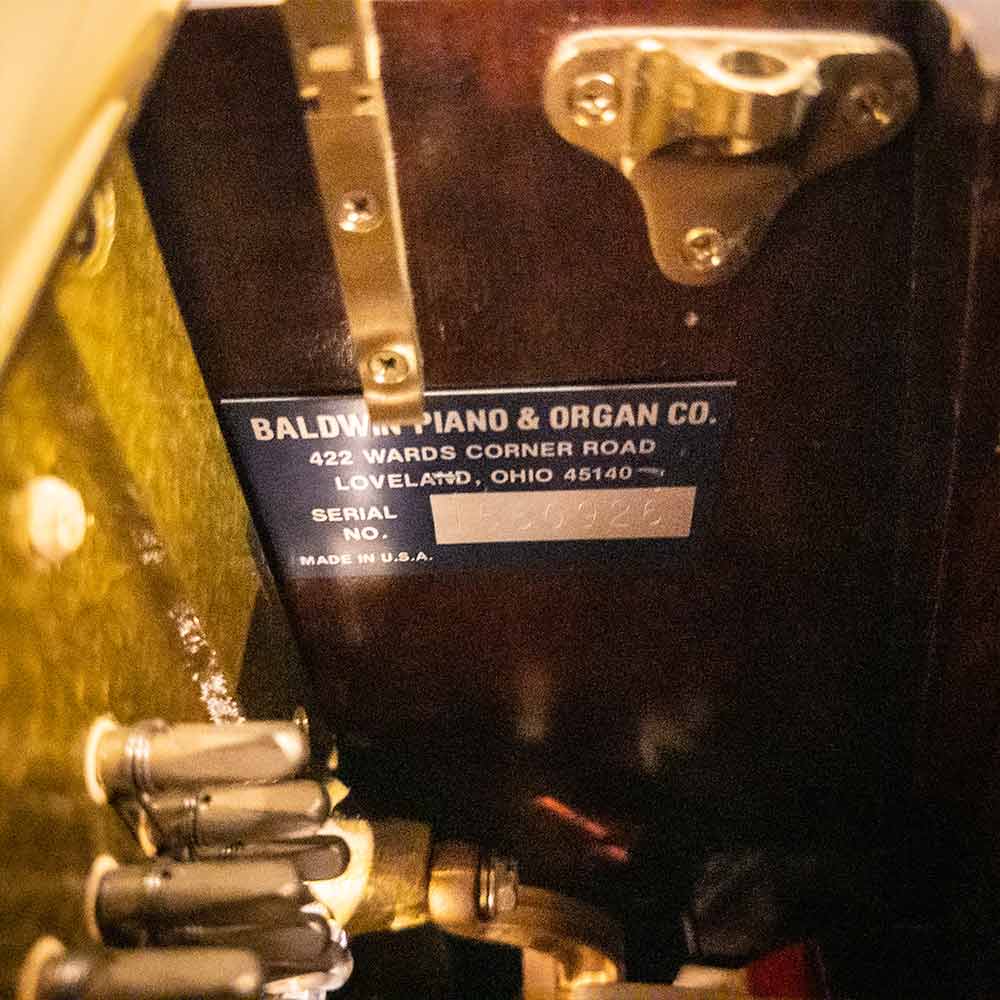 BALDWIN PIANO & ORGAN CO.
422 WARDS CORNER ROAD
LOVELAND, OHIO 45140
SERIAL
NO.
MADE IN U.S.A.